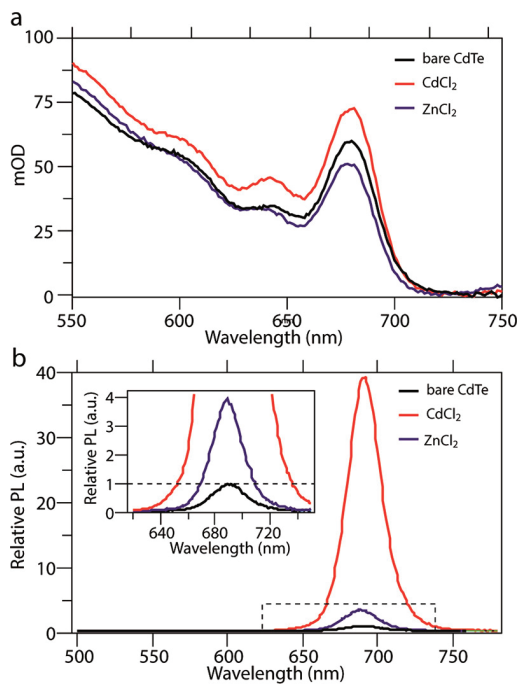 a
100
75
50
25
0
mOD
bare CdTe
CdCl2
ZnCl2
550
600
650
700
750
Wavelength (nm)
b
40
30
20
10
0
Relative PL (a.u.)
bare CdTe
CdCl2
ZnCl2
4
3
2
1
0
Relative PL (a.u.)
640
680
720
Wavelength (nm)
500
550
600
650
700
750
Wavelength (nm)